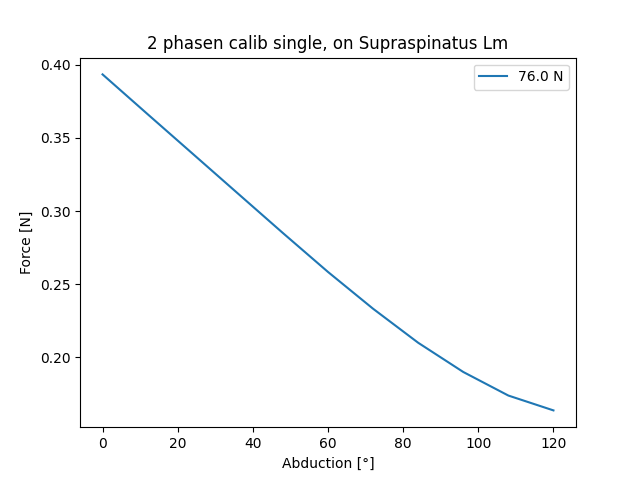 2 phasen calib single, on Supraspinatus Lm
76.0 N
0.40
0.35
0.30
0.25
0.20
Force [N]
0 20 40 60 80 100 120
Abduction [°]